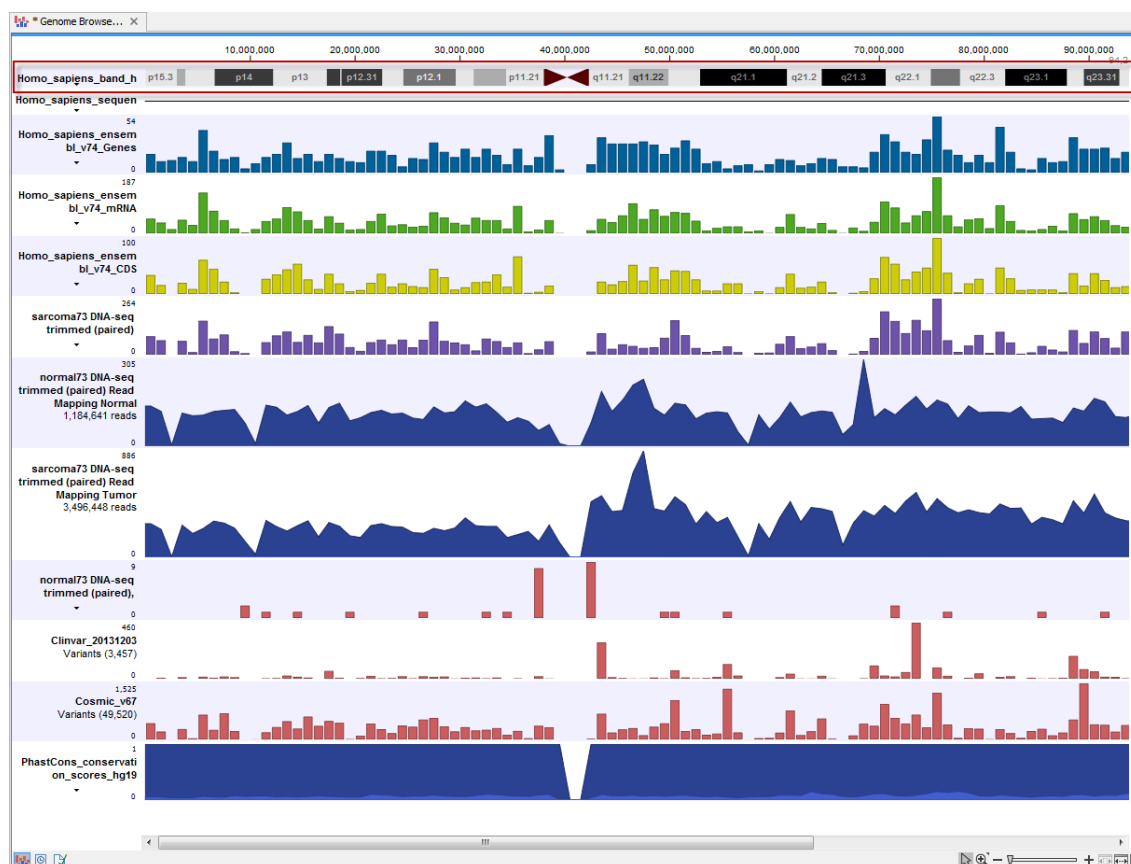 * Genome Browse...
10,000,000 20,000,000 30,000,000 40,000,000 50,000,000 60,000,000 70,000,000 80,000,000 90,000,000
Homo_sapiens_band_h p15.3 p14 p13 p12.31 p12.1 p11.21 q11.21 q11.22 q21.1 q21.2 q21.3 q22.1 q22.3 q23.1 q23.31
Homo_sapiens_sequen
54
Homo_sapiens_ensem
bl_v74_Genes
0
187
Homo_sapiens_ensem
bl_v74_mRNA
0
100
Homo_sapiens_ensem
bl_v74_CDS
0
264
sarcoma73 DNA-seq
trimmed (paired)
0
305
normal73 DNA-seq
trimmed (paired) Read
Mapping Normal
1,184,641 reads
0
886
sarcoma73 DNA-seq
trimmed (paired) Read
Mapping Tumor
3,496,448 reads
0
9
normal73 DNA-seq
trimmed (paired),
0
460
Clinvar_20131203
Variants (3,457)
0
1,525
Cosmic_v67
Variants (49,520)
0
1
PhastCons_conservati
on_scores_hg19
0